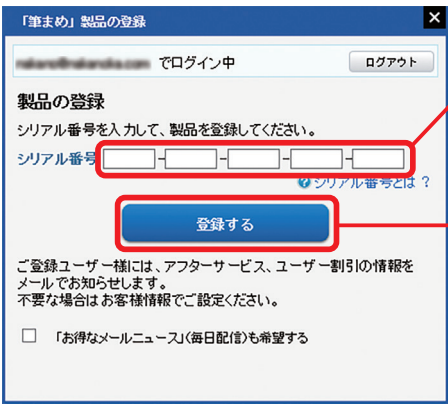 「筆まめ」製品の登録
でログイン中 ログアウト
製品の登録
シリアル番号を入力して、製品を登録してください。
シリアル番号 - - - -
シリアル番号とは？
登録する
ご登録ユーザー様には、アフターサービス、ユーザー割引の情報を
メールでお知らせします。
不要な場合はお客様情報でご設定ください。
「お得なメールニュース」(毎日配信)も希望する